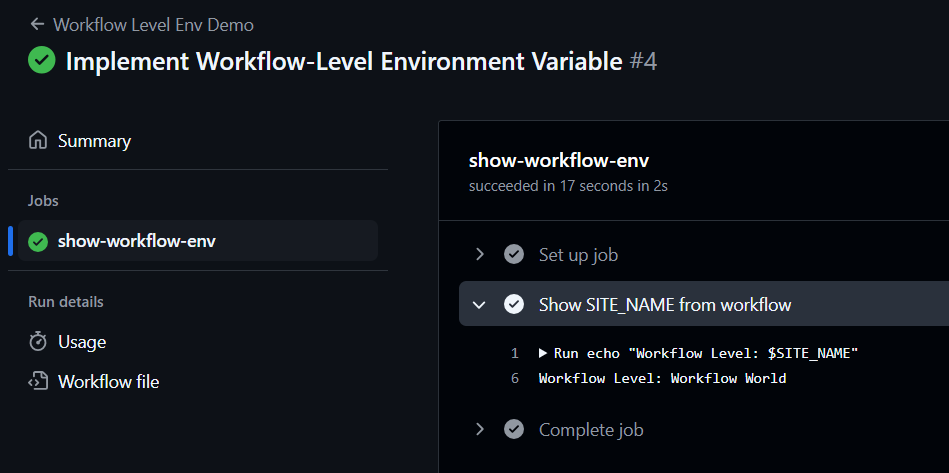 Workflow Level Env Demo
Implement Workflow-Level Environment Variable #4
Summary
Jobs
show-workflow-env
Run details
Usage
Workflow file
show-workflow-env
succeeded in 17 seconds in 2s
Set up job
Show SITE_NAME from workflow
1 Run echo "Workflow Level: $SITE_NAME"
6 Workflow Level: Workflow World
Complete job